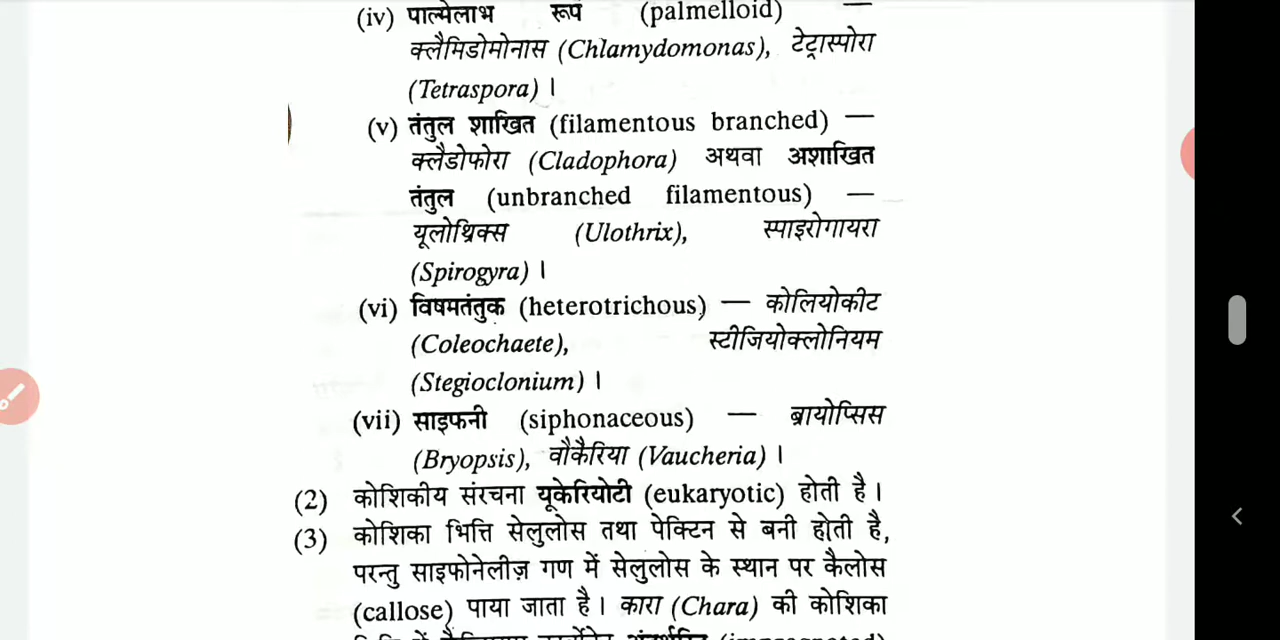 (iv) पाल्मेलाभ रूप (palmelloid) —
क्लैमिडोमोनास (Chlamydomonas), टेट्रास्पोरा
(Tetraspora) ।
(v) तंतुल शाखित (filamentous branched) —
क्लैडोफोरा (Cladophora) अथवा अशाखित
तंतुल (unbranched filamentous) —
यूलोथ्रिक्स (Ulothrix), स्पाइरोगायरा
(Spirogyra) ।
(vi) विषमतंतुक (heterotrichous) — कोलियोकीट
(Coleochaete), स्टीजियोक्लोनियम
(Stegioclonium) ।
(vii) साइफनी (siphonaceous) — ब्रायोप्सिस
(Bryopsis), वौकैरिया (Vaucheria) ।
(2) कोशिकीय संरचना यूकेरियोटी (eukaryotic) होती है ।
(3) कोशिका भित्ति सेलुलोस तथा पेक्टिन से बनी होती है,
परन्तु साइफोनेलीज़ गण में सेलुलोस के स्थान पर कैलोस
(callose) पाया जाता है । कारा (Chara) की कोशिका